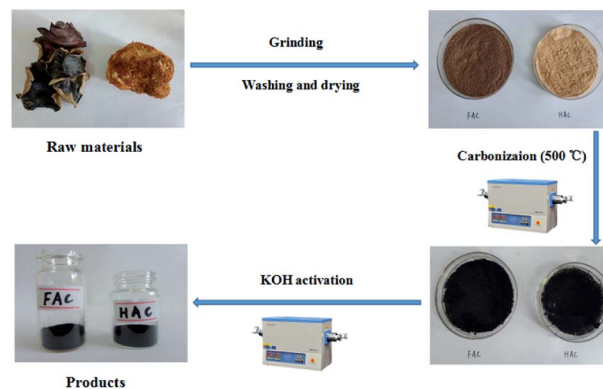 Grinding
Washing and drying
Raw materials
FAC
HAC
Carbonizaion (500 ℃)
FAC
HAC
KOH activation
FAC
HAC
Products